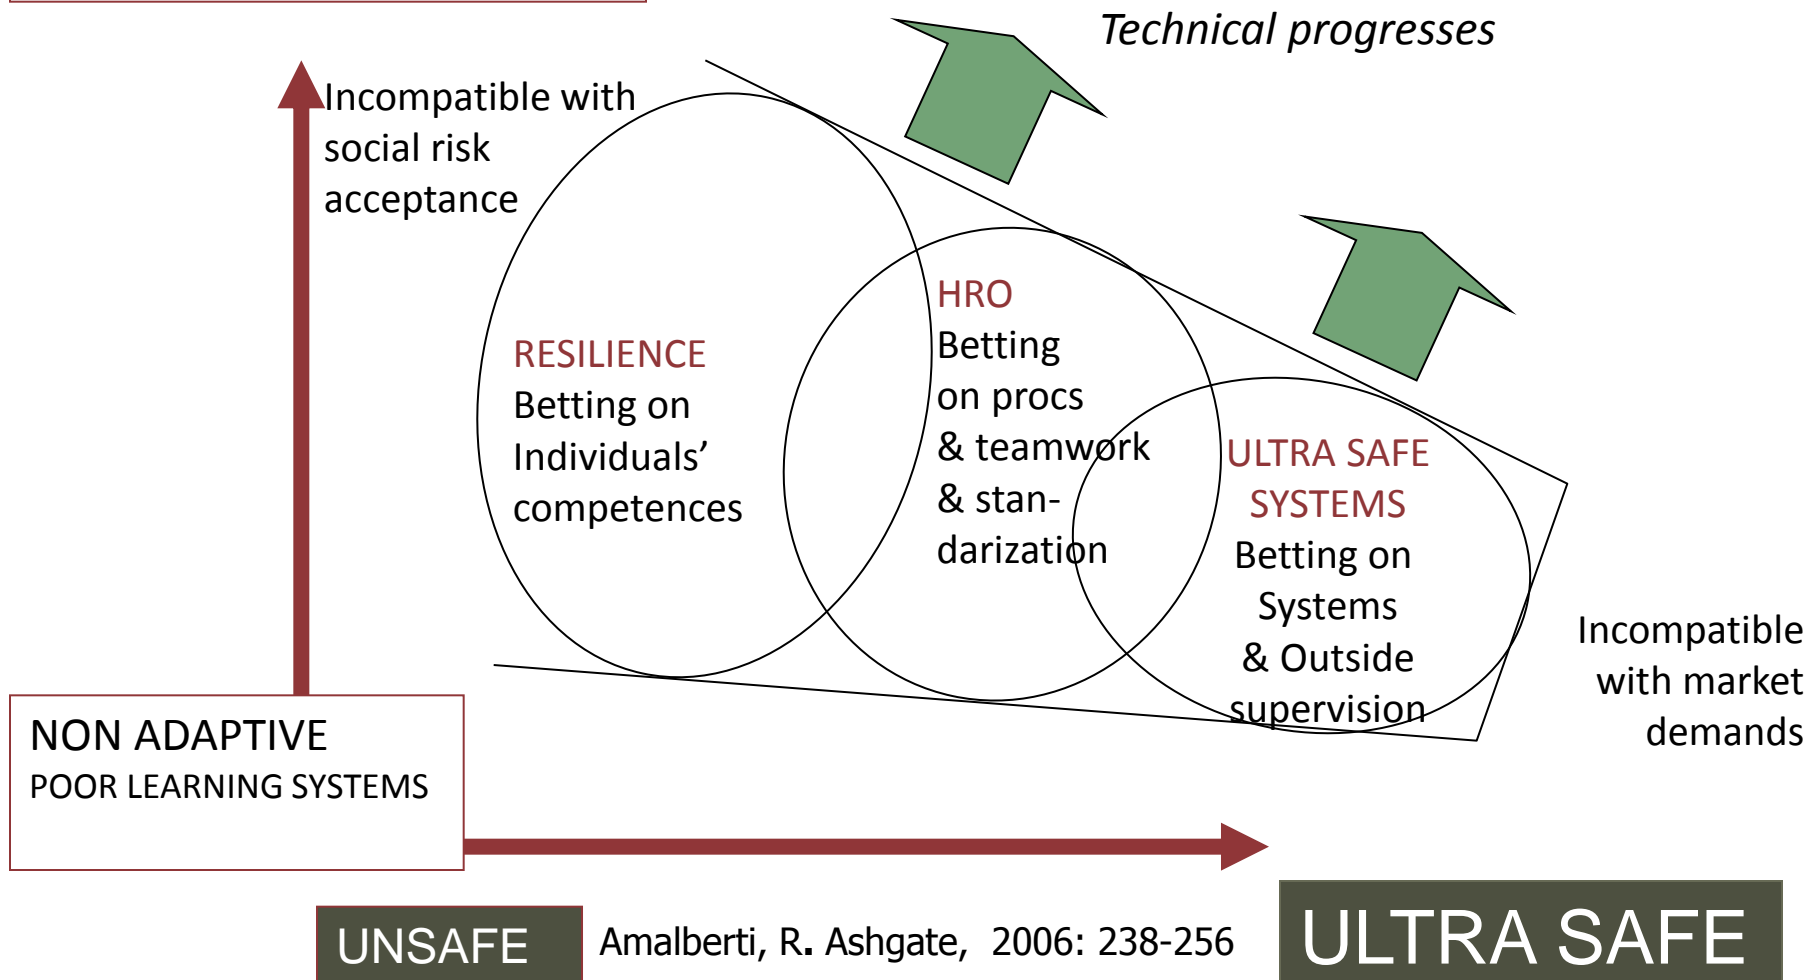 Technical progresses
Incompatible with
social risk
acceptance
RESILIENCE
Betting on
Individuals’
competences
HRO
Betting
on procs
& teamwork
& stan-
darization
ULTRA SAFE
SYSTEMS
Betting on
Systems
& Outside
supervision
Incompatible
with market
demands
NON ADAPTIVE
POOR LEARNING SYSTEMS
UNSAFE
Amalberti, R. Ashgate, 2006: 238-256
ULTRA SAFE